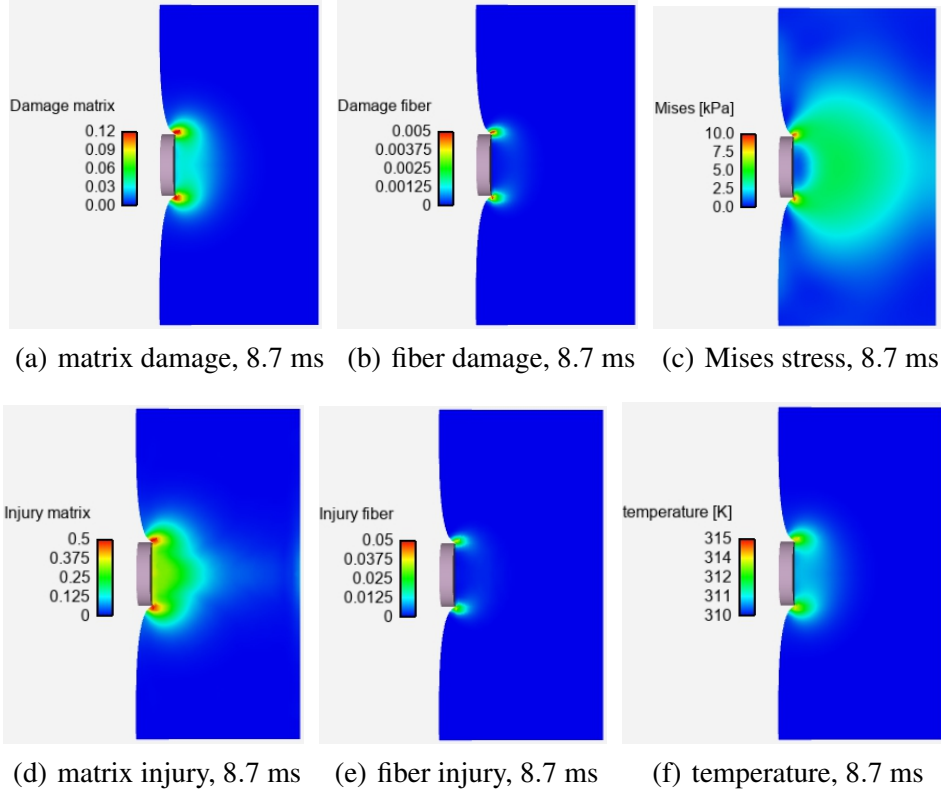 Damage matrix
0.12
0.09
0.06
0.03
0.00
Damage fiber
0.005
0.00375
0.0025
0.00125
0
Mises [kPa]
10.0
7.5
5.0
2.5
0.0
(a) matrix damage, 8.7 ms
(b) fiber damage, 8.7 ms
(c) Mises stress, 8.7 ms
Injury matrix
0.5
0.375
0.25
0.125
0
Injury fiber
0.05
0.0375
0.025
0.0125
0
temperature [K]
315
314
312
311
310
(d) matrix injury, 8.7 ms
(e) fiber injury, 8.7 ms
(f) temperature, 8.7 ms